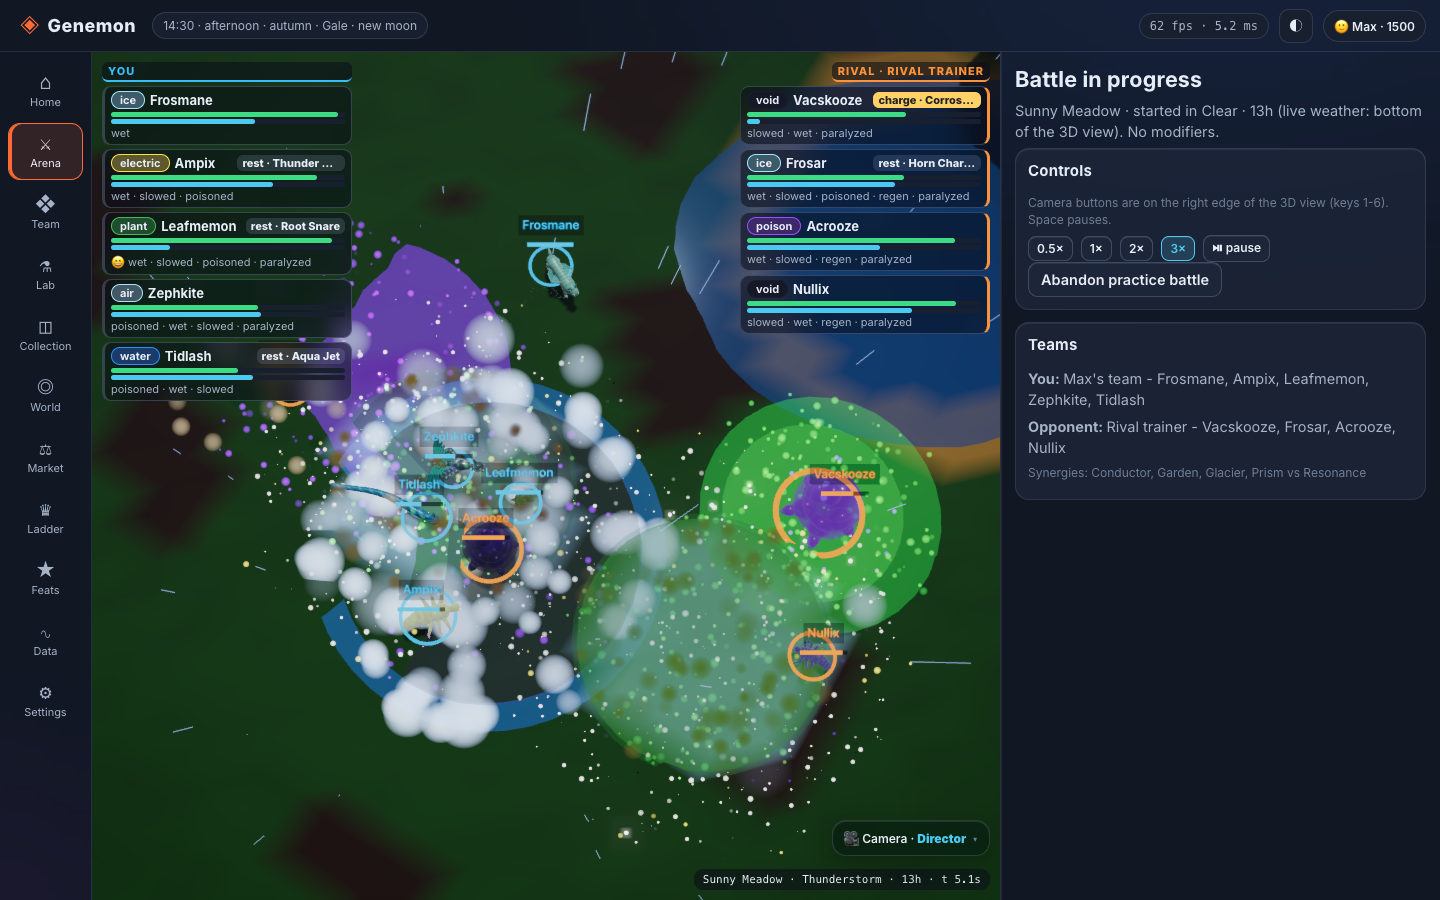 Genemon
14:30 · afternoon · autumn · Gale · new moon
62 fps · 5.2 ms
Max · 1500
Home
Arena
Team
Lab
Collection
World
Market
Ladder
Feats
Data
Settings
YOU
ice Frosmane
wet
electric Ampix rest · Thunder ...
wet · slowed · poisoned
plant Leafmemon rest · Root Snare
wet · slowed · poisoned · paralyzed
air Zephkite
poisoned · wet · slowed · paralyzed
water Tidlash rest · Aqua Jet
poisoned · wet · slowed
RIVAL · RIVAL TRAINER
void Vacskooze charge · Corros...
slowed · wet · paralyzed
ice Frosar rest · Horn Char...
wet · slowed · poisoned · regen · paralyzed
poison Acrooze
slowed · wet · regen · paralyzed
void Nullix
slowed · wet · regen · paralyzed
Frosmane
Zephkite
Leafmemon
Tidlash
Acrooze
Ampix
Vacskooze
Nullix
Camera · Director
Sunny Meadow · Thunderstorm · 13h · t 5.1s
Battle in progress
Sunny Meadow · started in Clear · 13h (live weather: bottom
of the 3D view). No modifiers.
Controls
Camera buttons are on the right edge of the 3D view (keys 1-6).
Space pauses.
0.5× 1× 2× 3× pause
Abandon practice battle
Teams
You: Max's team - Frosmane, Ampix, Leafmemon,
Zephkite, Tidlash
Opponent: Rival trainer - Vacskooze, Frosar, Acrooze,
Nullix
Synergies: Conductor, Garden, Glacier, Prism vs Resonance